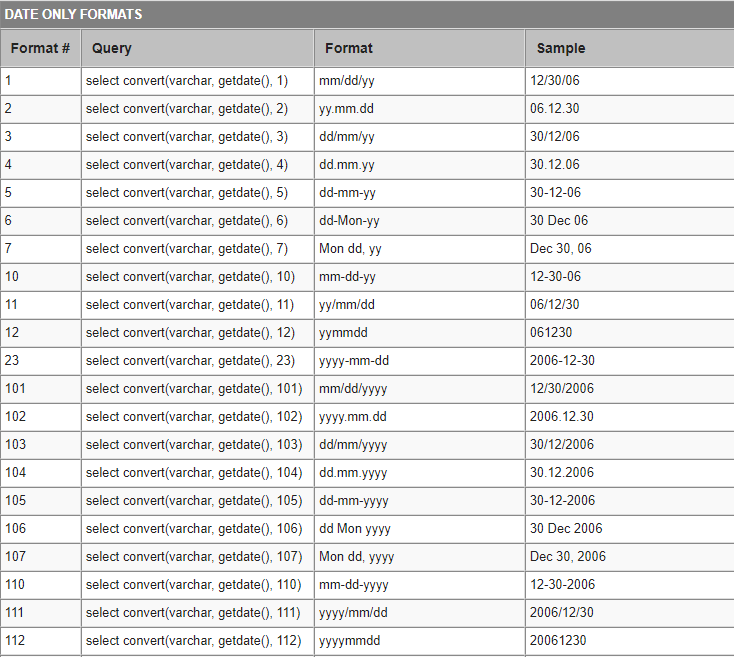 DATE ONLY FORMATS
Format # Query Format Sample
1 select convert(varchar, getdate(), 1) mm/dd/yy 12/30/06
2 select convert(varchar, getdate(), 2) yy.mm.dd 06.12.30
3 select convert(varchar, getdate(), 3) dd/mm/yy 30/12/06
4 select convert(varchar, getdate(), 4) dd.mm.yy 30.12.06
5 select convert(varchar, getdate(), 5) dd-mm-yy 30-12-06
6 select convert(varchar, getdate(), 6) dd-Mon-yy 30 Dec 06
7 select convert(varchar, getdate(), 7) Mon dd, yy Dec 30, 06
10 select convert(varchar, getdate(), 10) mm-dd-yy 12-30-06
11 select convert(varchar, getdate(), 11) yy/mm/dd 06/12/30
12 select convert(varchar, getdate(), 12) yymmdd 061230
23 select convert(varchar, getdate(), 23) yyyy-mm-dd 2006-12-30
101 select convert(varchar, getdate(), 101) mm/dd/yyyy 12/30/2006
102 select convert(varchar, getdate(), 102) yyyy.mm.dd 2006.12.30
103 select convert(varchar, getdate(), 103) dd/mm/yyyy 30/12/2006
104 select convert(varchar, getdate(), 104) dd.mm.yyyy 30.12.2006
105 select convert(varchar, getdate(), 105) dd-mm-yyyy 30-12-2006
106 select convert(varchar, getdate(), 106) dd Mon yyyy 30 Dec 2006
107 select convert(varchar, getdate(), 107) Mon dd, yyyy Dec 30, 2006
110 select convert(varchar, getdate(), 110) mm-dd-yyyy 12-30-2006
111 select convert(varchar, getdate(), 111) yyyy/mm/dd 2006/12/30
112 select convert(varchar, getdate(), 112) yyyymmdd 20061230